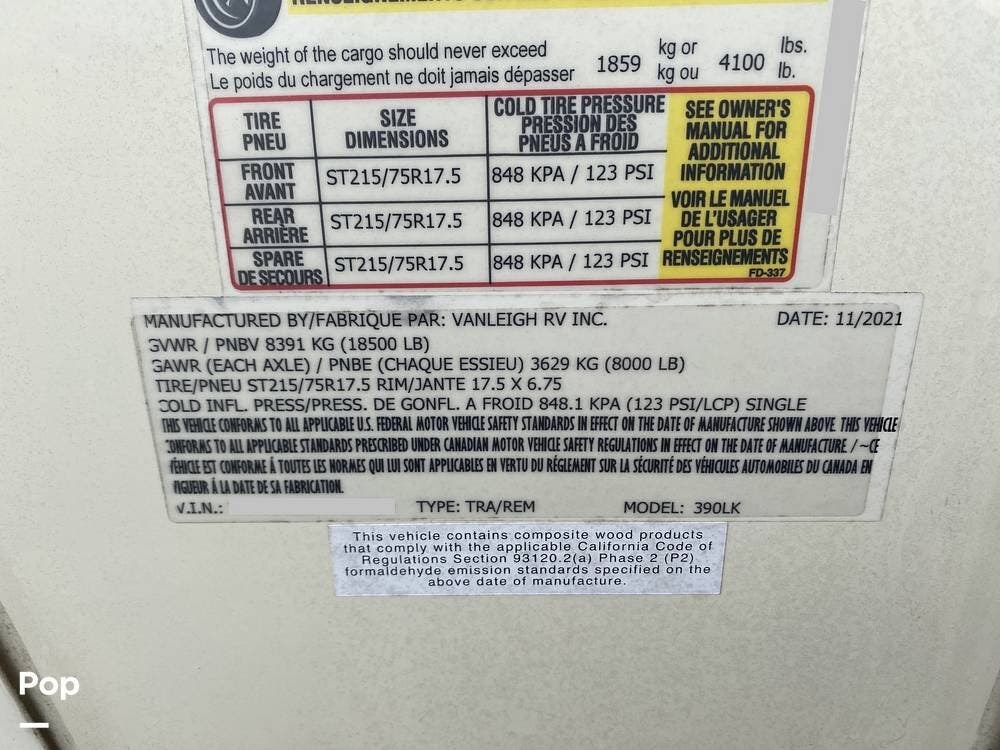 The weight of the cargo should never exceed 1859 kg or 4100 lbs.
Le poids du chargement ne doit jamais dépasser kg ou lb.
TIRE
PNEU
SIZE
DIMENSIONS
COLD TIRE PRESSURE
PRESSION DES
PNEUS A FROID
FRONT
AVANT
ST215/75R17.5
848 KPA / 123 PSI
REAR
ARRIÈRE
ST215/75R17.5
848 KPA / 123 PSI
SPARE
DE SECOURS
ST215/75R17.5
848 KPA / 123 PSI
SEE OWNER'S
MANUAL FOR
ADDITIONAL
INFORMATION
VOIR LE MANUEL
DE L'USAGER
POUR PLUS DE
RENSEIGNEMENTS
FD-337
MANUFACTURED BY/FABRIQUE PAR: VANLEIGH RV INC. DATE: 11/2021
GVWR / PNBV 8391 KG (18500 LB)
GAWR (EACH AXLE) / PNBE (CHAQUE ESSIEU) 3629 KG (8000 LB)
TIRE/PNEU ST215/75R17.5 RIM/JANTE 17.5 X 6.75
COLD INFL. PRESS/PRESS. DE GONFL. A FROID 848.1 KPA (123 PSI/LCP) SINGLE
THIS VEHICLE CONFORMS TO ALL APPLICABLE U.S. FEDERAL MOTOR VEHICLE SAFETY STANDARDS IN EFFECT ON THE DATE OF MANUFACTURE SHOWN ABOVE. THIS VEHICLE
CONFORMS TO ALL APPLICABLE STANDARDS PRESCRIBED UNDER CANADIAN MOTOR VEHICLE SAFETY REGULATIONS IN EFFECT ON THE DATE OF MANUFACTURE / ~CE
VÉHICLE EST CONFORME Á TOUTES LES NORMES QUI LUI SONT APPLICABLES EN VERTU DU RÉGLEMENT SUR LA SÉCURITÉ DES VÉHICULES AUTOMOBILES DU CANADA EN
VIGUEUR Á LA DATE DE SA FABRICATION.
V.I.N.: TYPE: TRA/REM MODEL: 390LK
This vehicle contains composite wood products
that comply with the applicable California Code of
Regulations Section 93120.2(a) Phase 2 (P2)
formaldehyde emission standards specified on the
above date of manufacture.
Pop